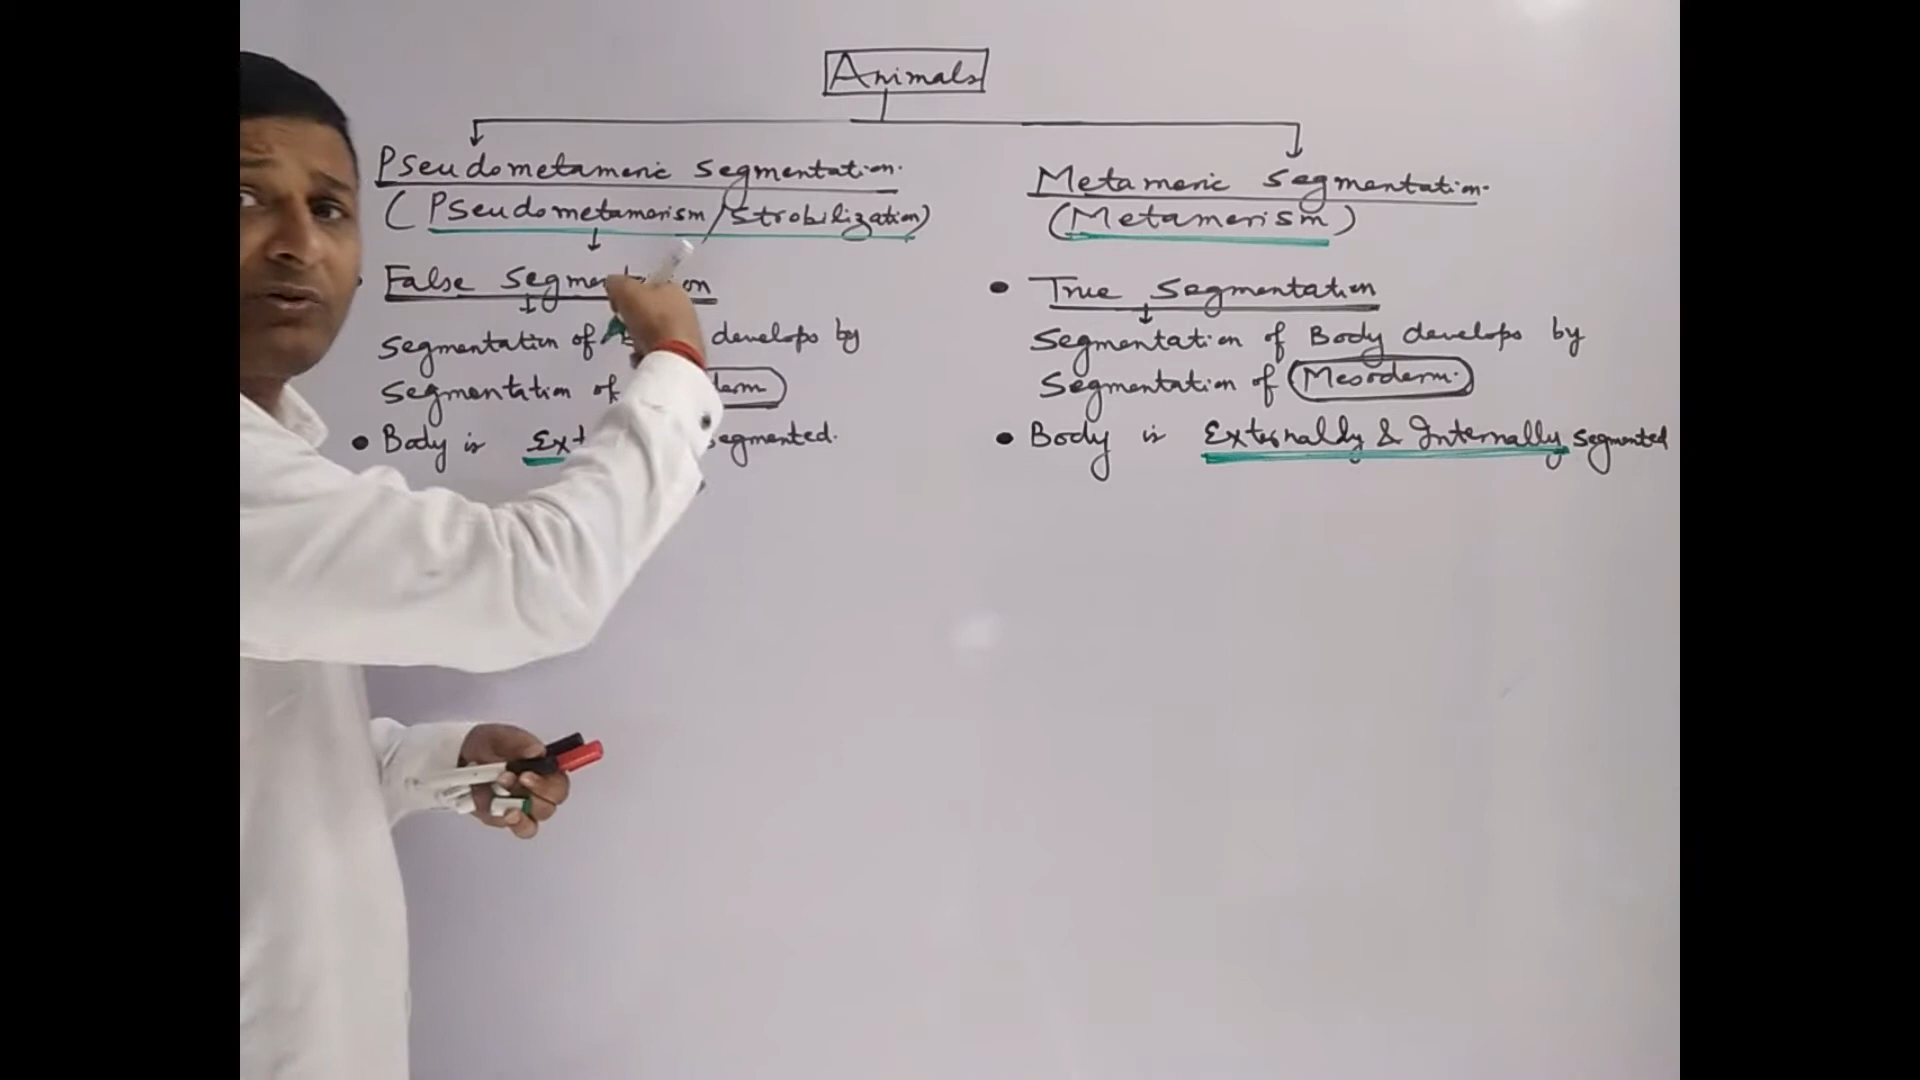 Animals
Pseudometameric Segmentation.
(Pseudometamerism/Strobilization)
False Segmentation
Segmentation of develops by
Segmentation of
• Body is Segmented.
Metameric Segmentation.
(Metamerism)
• True Segmentation
Segmentation of Body develops by
Segmentation of Mesoderm.
• Body is Externally & Internally Segmented